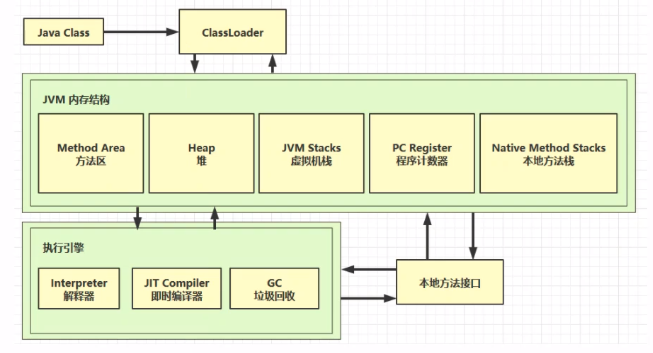 Java Class
ClassLoader
JVM 内存结构
Method Area
方法区
Heap
堆
JVM Stacks
虚拟机栈
PC Register
程序计数器
Native Method Stacks
本地方法栈
执行引擎
Interpreter
解释器
JIT Compiler
即时编译器
GC
垃圾回收
本地方法接口